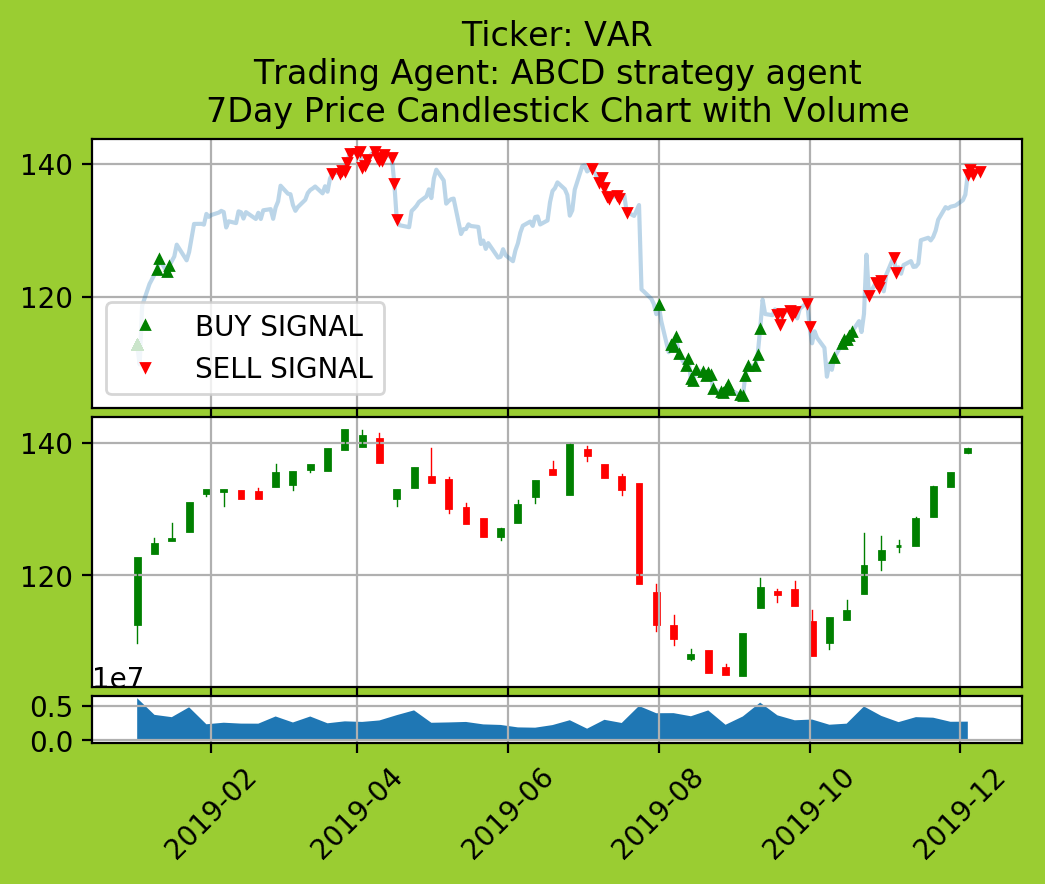 Ticker: VAR
Trading Agent: ABCD strategy agent
7Day Price Candlestick Chart with Volume
140
120
BUY SIGNAL
SELL SIGNAL
140
120
1e7
0.5
0.0
2019-02
2019-04
2019-06
2019-08
2019-10
2019-12